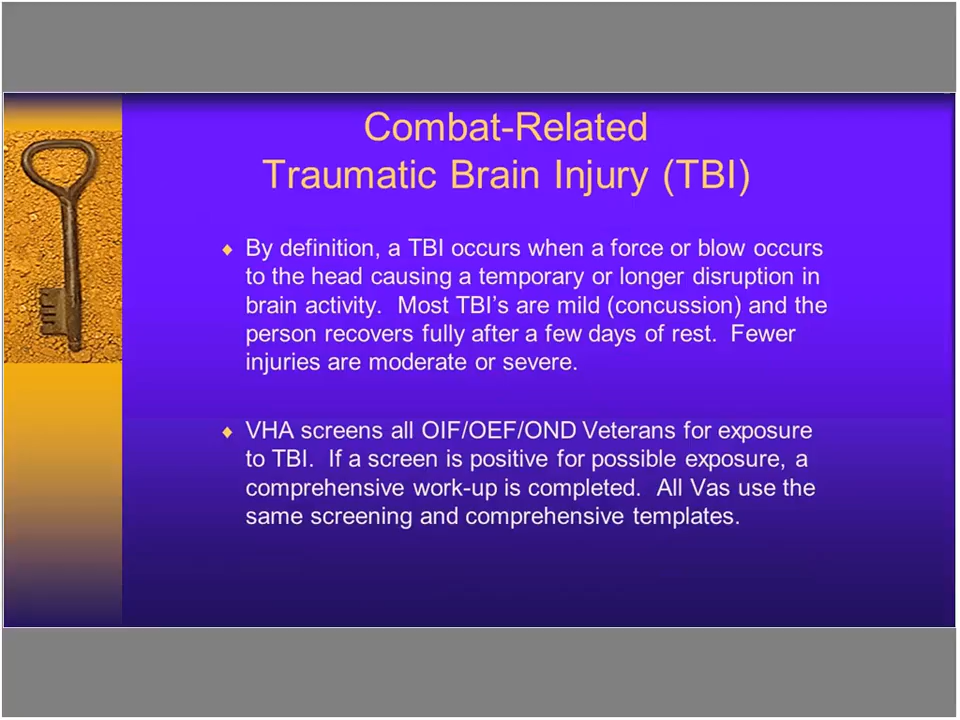 Combat-Related
Traumatic Brain Injury (TBI)
♦ By definition, a TBI occurs when a force or blow occurs
to the head causing a temporary or longer disruption in
brain activity.  Most TBI's are mild (concussion) and the
person recovers fully after a few days of rest.  Fewer
injuries are moderate or severe.
♦ VHA screens all OIF/OEF/OND Veterans for exposure
to TBI.  If a screen is positive for possible exposure, a
comprehensive work-up is completed.  All Vas use the
same screening and comprehensive templates.